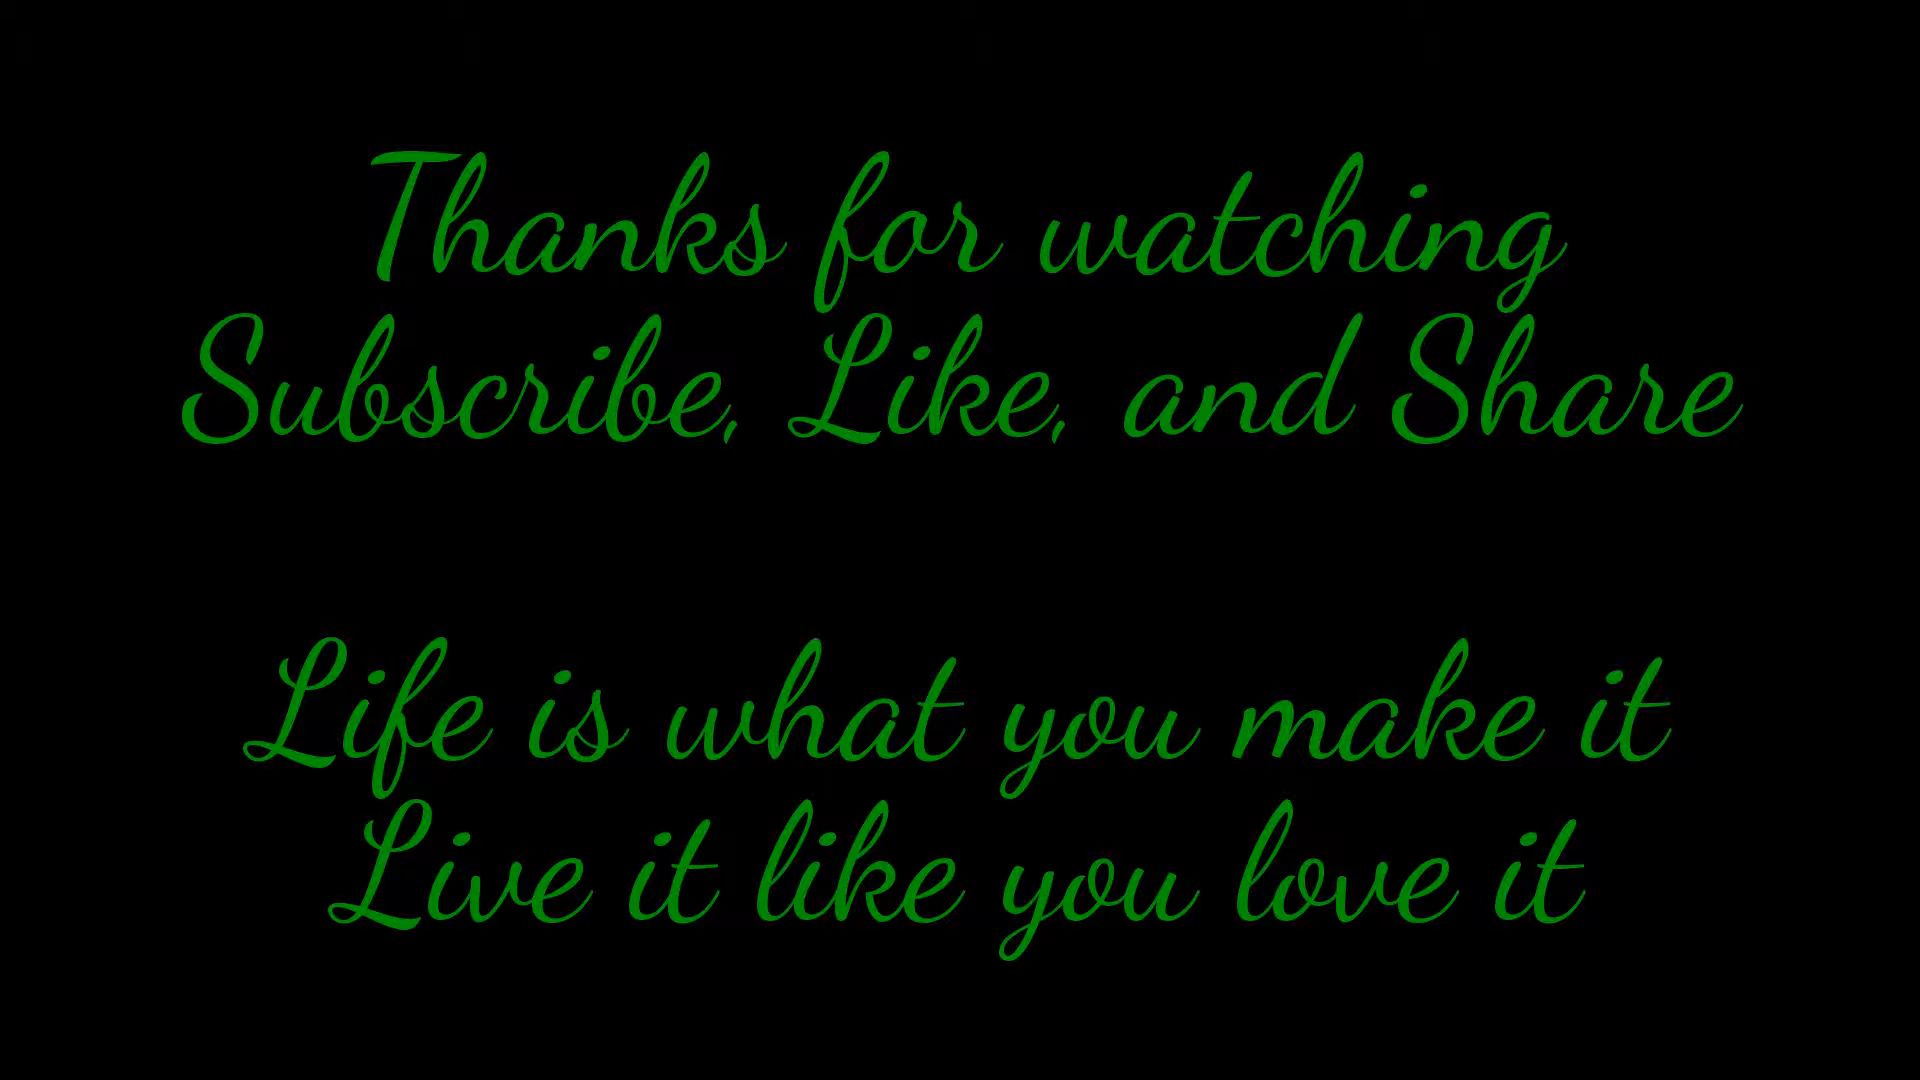 Thanks for watching
Subscribe, Like, and Share
Life is what you make it
Live it like you love it